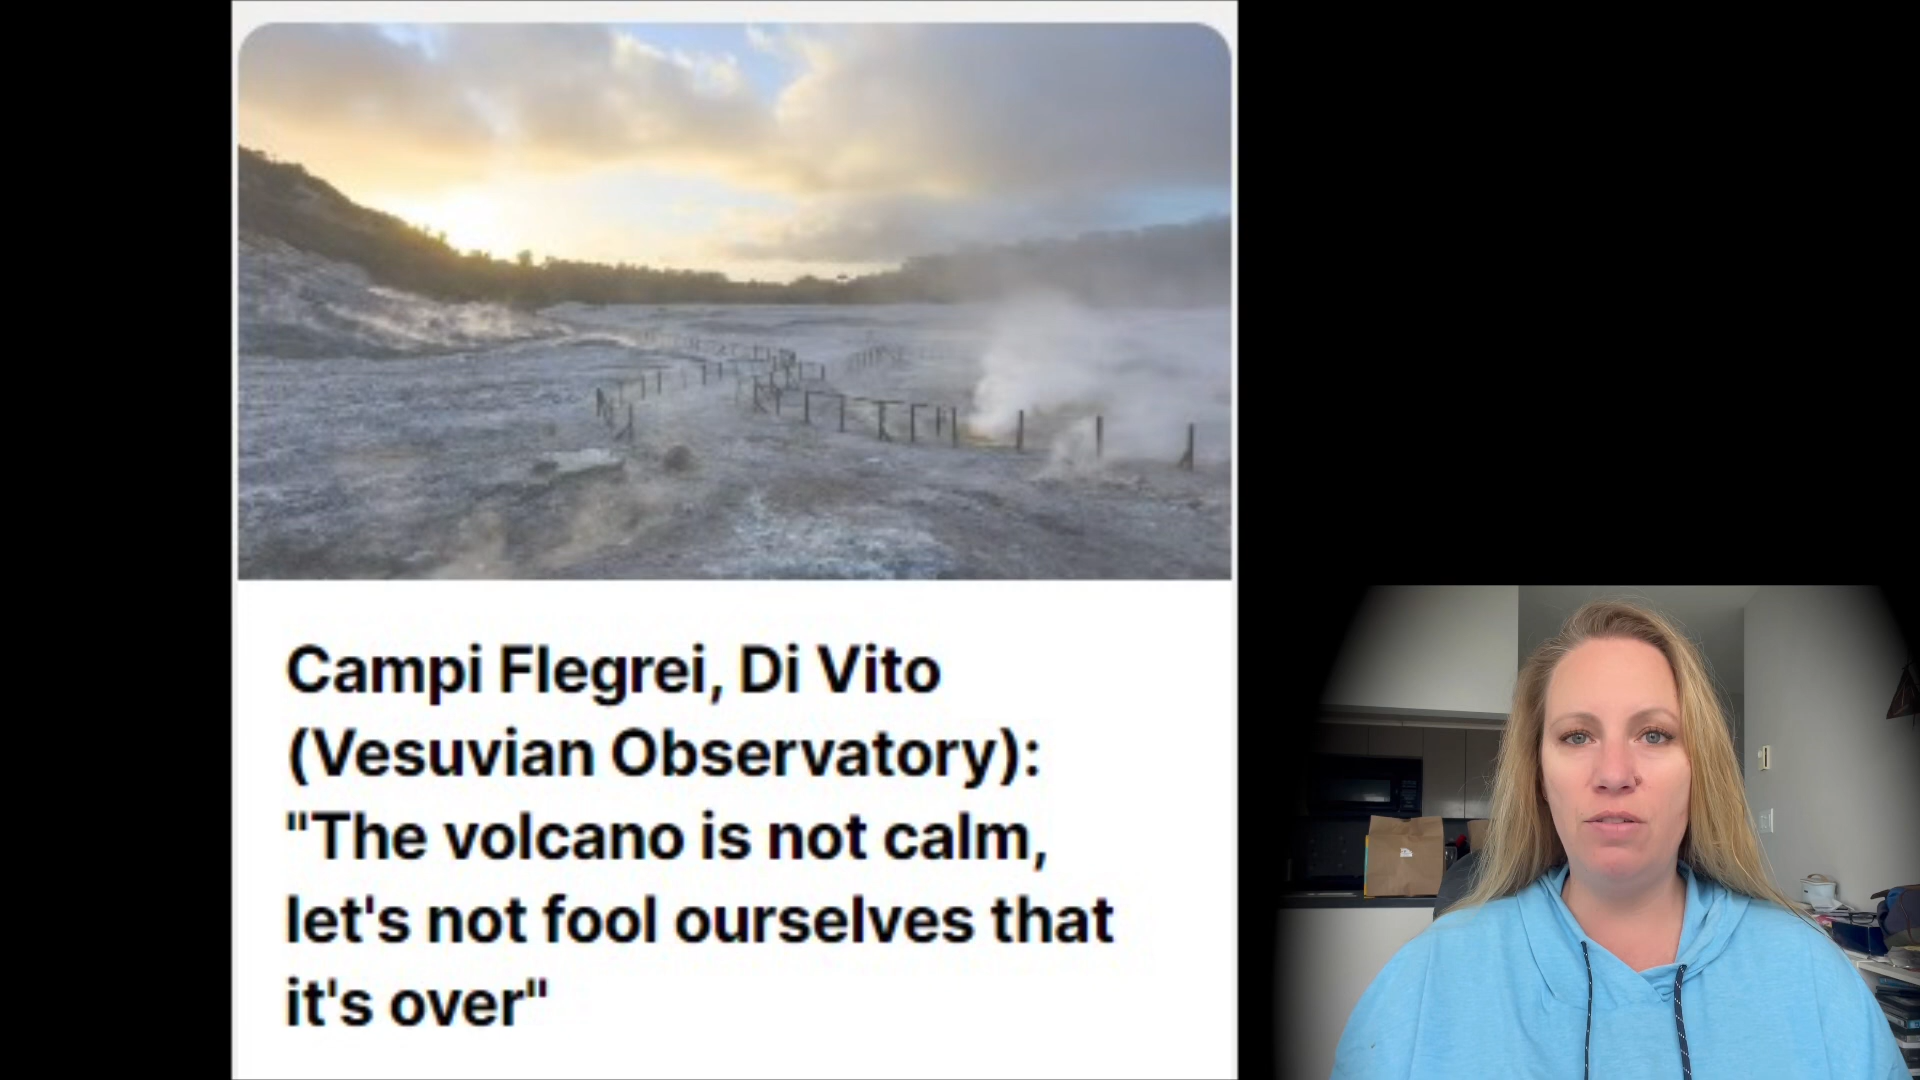 Campi Flegrei, Di Vito
(Vesuvian Observatory):
"The volcano is not calm,
let's not fool ourselves that
it's over"